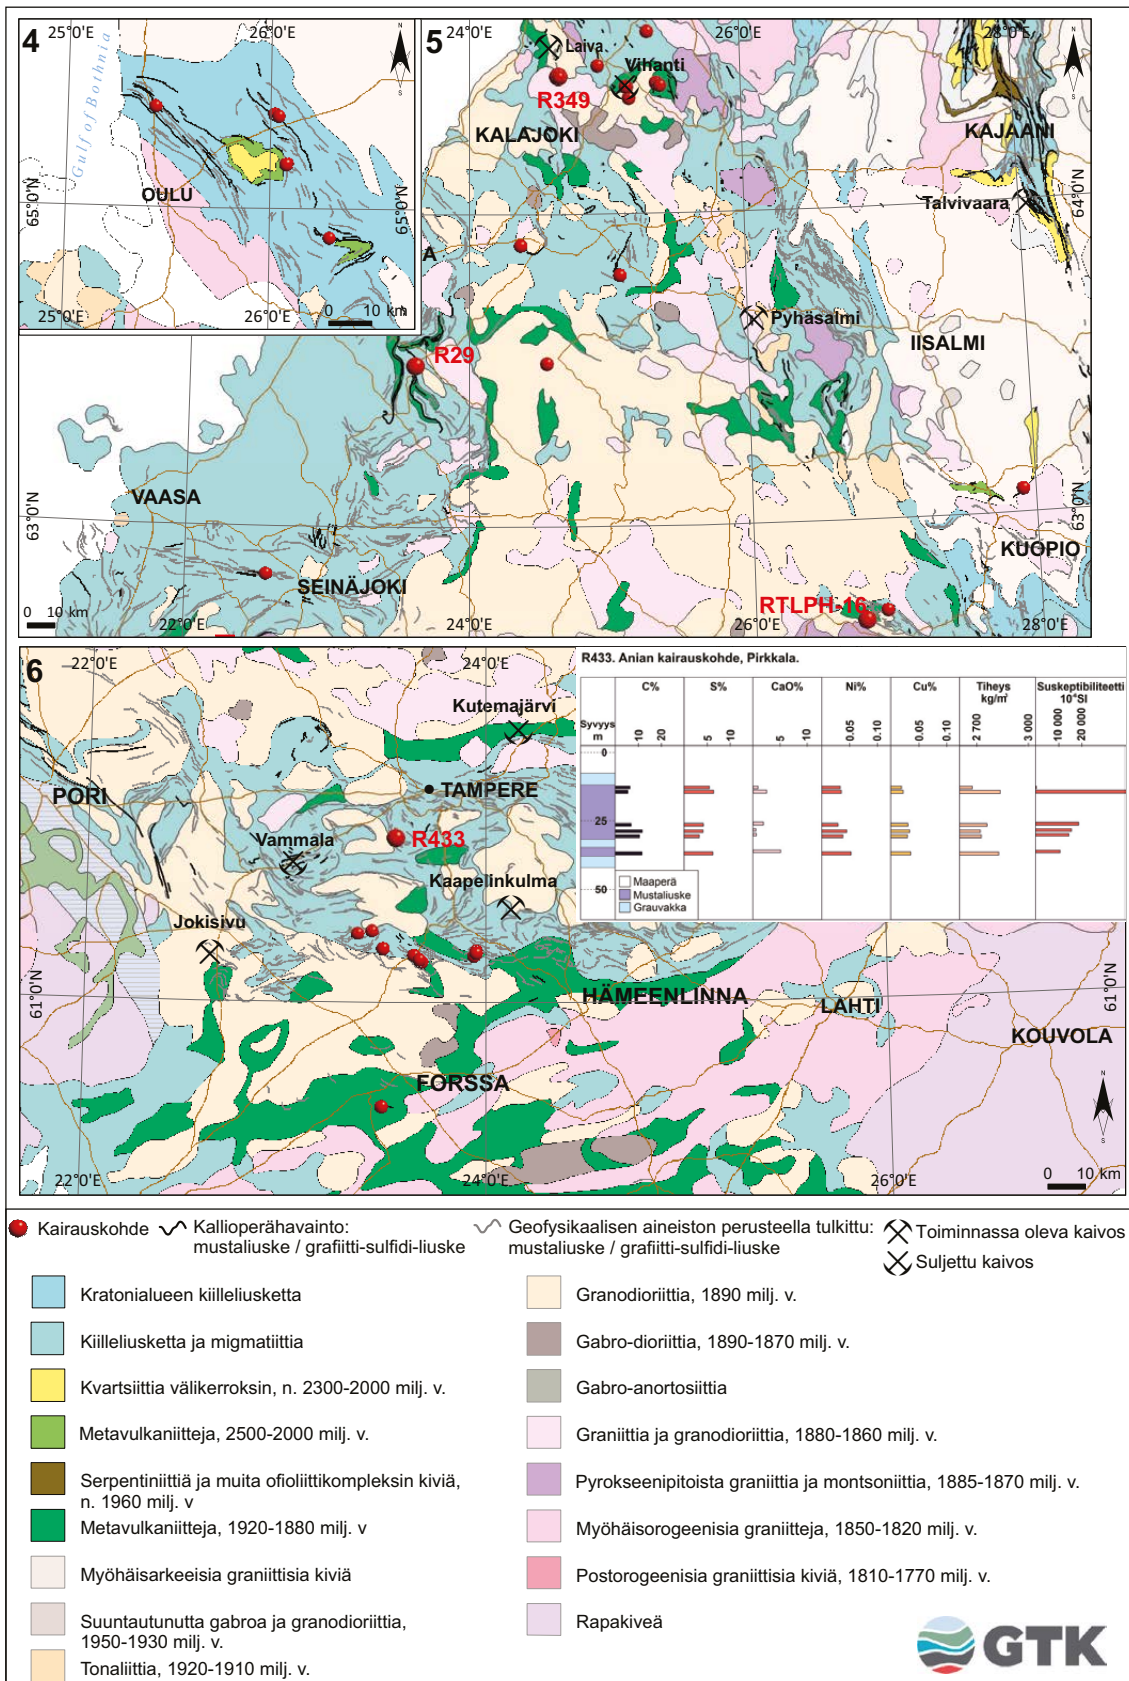 4
25°0'E
26°0'E
N
S
Gulf of Bothnia
OULU
65°0'N
65°0'N
25°0'E
26°0'E
0 10 km
5
24°0'E
26°0'E
28°0'E
N
S
Laiva
Vihanti
R349
KALAJOKI
KAJAANI
Talvivaara
64°0'N
A
Pyhäsalmi
IISALMI
R29
VAASA
63°0'N
63°0'N
KUOPIO
SEINÄJOKI
RTLPH-16
0 10 km
22°0'E
24°0'E
26°0'E
28°0'E
6
22°0'E
24°0'E
Kutemajärvi
PORI
TAMPERE
Vammala
R433
Kaapelinkulma
Jokisivu
61°0'N
61°0'N
HÄMEENLINNA
LAHTI
KOUVOLA
FORSSA
N
S
22°0'E
24°0'E
26°0'E
0 10 km
R433. Anian kairauskohde, Pirkkala.
C% S% CaO% Ni% Cu% Tiheys Suskeptibiliteetti
kg/m³ 10⁻⁶SI
Syvyys
m
10 20 5 10 5 10 0.05 0.10 0.05 0.10 2 700 3 000 10 000 20 000
0
25
50
Maaperä
Mustaliuske
Grauvakka
Kairauskohde
Kallioperähavainto:
mustaliuske / grafiitti-sulfidi-liuske
Geofysikaalisen aineiston perusteella tulkittu:
mustaliuske / grafiitti-sulfidi-liuske
Toiminnassa oleva kaivos
Suljettu kaivos
Kratonialueen kiilleliusketta
Kiilleliusketta ja migmatiittia
Kvartsiittia välikerroksin, n. 2300-2000 milj. v.
Metavulkaniitteja, 2500-2000 milj. v.
Serpentiniittiä ja muita ofioliittikompleksin kiviä,
n. 1960 milj. v
Metavulkaniitteja, 1920-1880 milj. v
Myöhäisarkeeisia graniittisia kiviä
Suuntautunutta gabroa ja granodioriittia,
1950-1930 milj. v.
Tonaliittia, 1920-1910 milj. v.
Granodioriittia, 1890 milj. v.
Gabro-dioriittia, 1890-1870 milj. v.
Gabro-anortosiittia
Graniittia ja granodioriittia, 1880-1860 milj. v.
Pyrokseenipitoista graniittia ja montsoniittia, 1885-1870 milj. v.
Myöhäisorogeenisia graniitteja, 1850-1820 milj. v.
Postorogeenisia graniittisia kiviä, 1810-1770 milj. v.
Rapakiveä
GTK